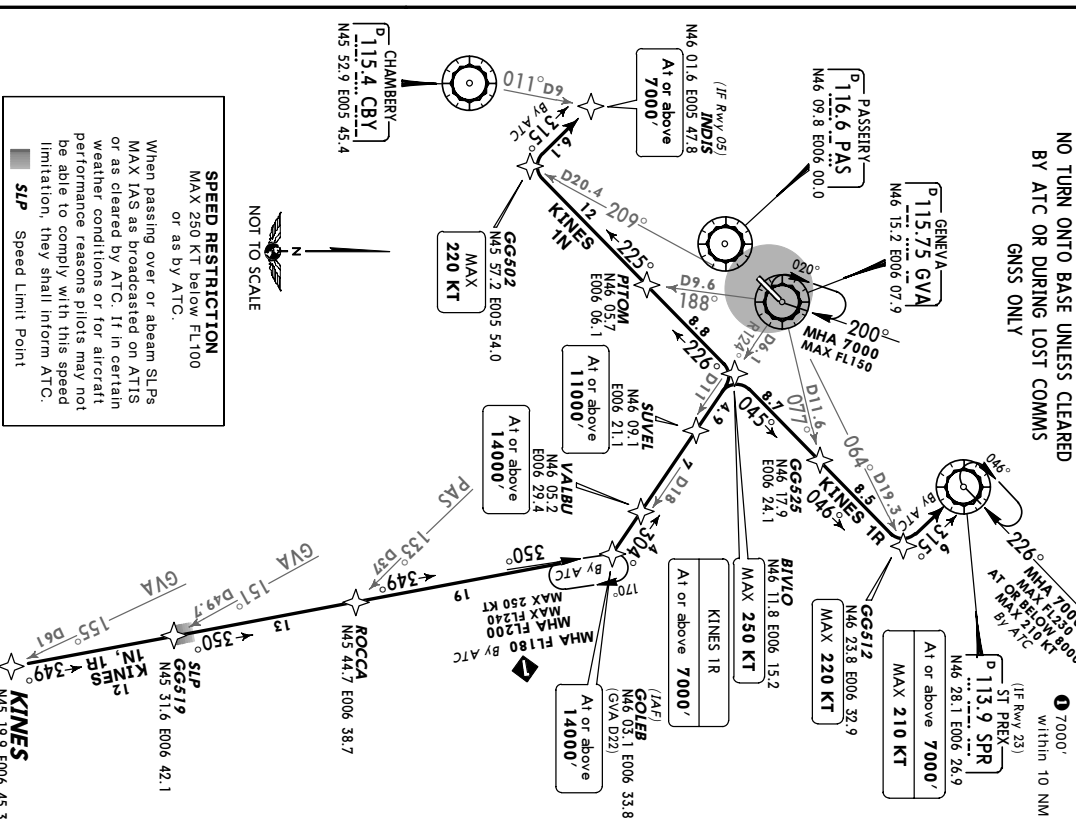 NO TURN ONTO BASE UNLESS CLEARED
BY ATC OR DURING LOST COMMS
GNSS ONLY
❶ 7000'
within 10 NM
CHAMBERY
D 115.4 CBY
N45 52.9 E005 45.4
011°
D9
At or above
7000'
(IF Rwy 05)
INDIS
N46 01.6 E005 47.8
PASSEIRY
D 116.6 PAS
N46 09.8 E006 00.0
GENEVA
D 115.75 GVA
N46 15.2 E006 07.9
By ATC
315°
6.1
GG502
N45 57.2 E005 54.0
MAX
220 KT
D20.4
209°
12
KINES
1N
225°
PITOM
N46 05.7
E006 06.1
D9.6
188°
8.8
226°
020°
200°
MHA 7000
MAX FL150
D6.1
R124°
D11
BIVLO
N46 11.8 E006 15.2
MAX 250 KT
KINES 1R
At or above 7000'
4.9
SUVEL
N46 09.1
E006 21.1
At or above
11000'
7
D18
VALBU
N46 05.2
E006 29.4
At or above
14000'
4
304°
8.7
045°
D11.6
077°
GG525
N46 17.9
E006 24.1
064°
D19.3
8.5
KINES 1R
046°
GG512
N46 23.8 E006 32.9
MAX 220 KT
By ATC
6
315°
046°
226°
MHA 7000
MAX FL250
AT OR BELOW 8000
MAX 210 KT
By ATC
(IF Rwy 23)
ST PREX
D 113.9 SPR
N46 28.1 E006 26.9
At or above 7000'
MAX 210 KT
(IAF)
GOLEB
N46 03.1 E006 33.8
(GVA D22)
At or above
14000'
350°
By ATC
170°
MHA FL180 By ATC
MHA FL200
MAX FL240
MAX 250 KT
19
PAS
133°
D37
349°
ROCCA
N45 44.7 E006 38.7
13
GVA
151°
D49.7
350°
SLP
GG519
N45 31.6 E006 42.1
12
KINES
1N, 1R
GVA
155°
D61
349°
KINES
N45 19.9 E006 45.3
N
NOT TO SCALE
SPEED RESTRICTION
MAX 250 KT below FL100
or as by ATC.
When passing over or abeam SLPs
MAX IAS as broadcasted on ATIS
or as cleared by ATC. If in certain
weather conditions or for aircraft
performance reasons pilots may not
be able to comply with this speed
limitation, they shall inform ATC.
SLP Speed Limit Point